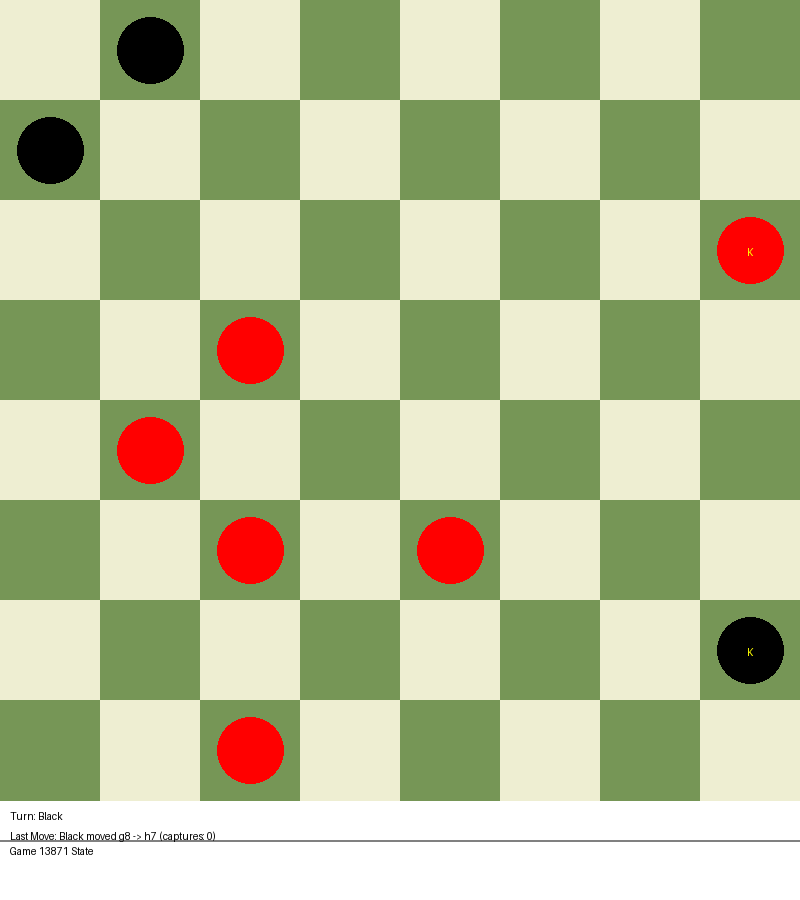 K
K
Turn: Black
Last Move: Black moved g8 -> h7 (captures: 0)
Game 13871 State